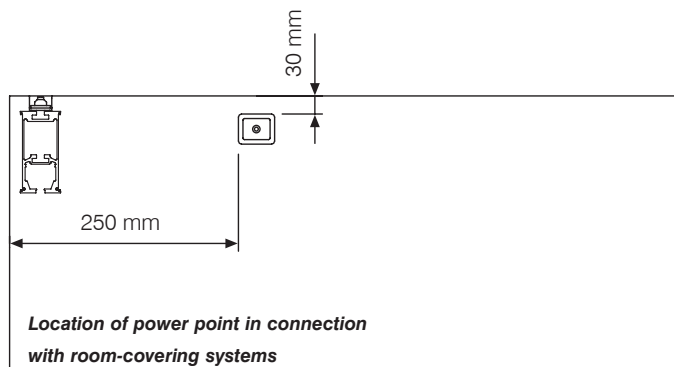 30 mm
250 mm
Location of power point in connection
with room-covering systems